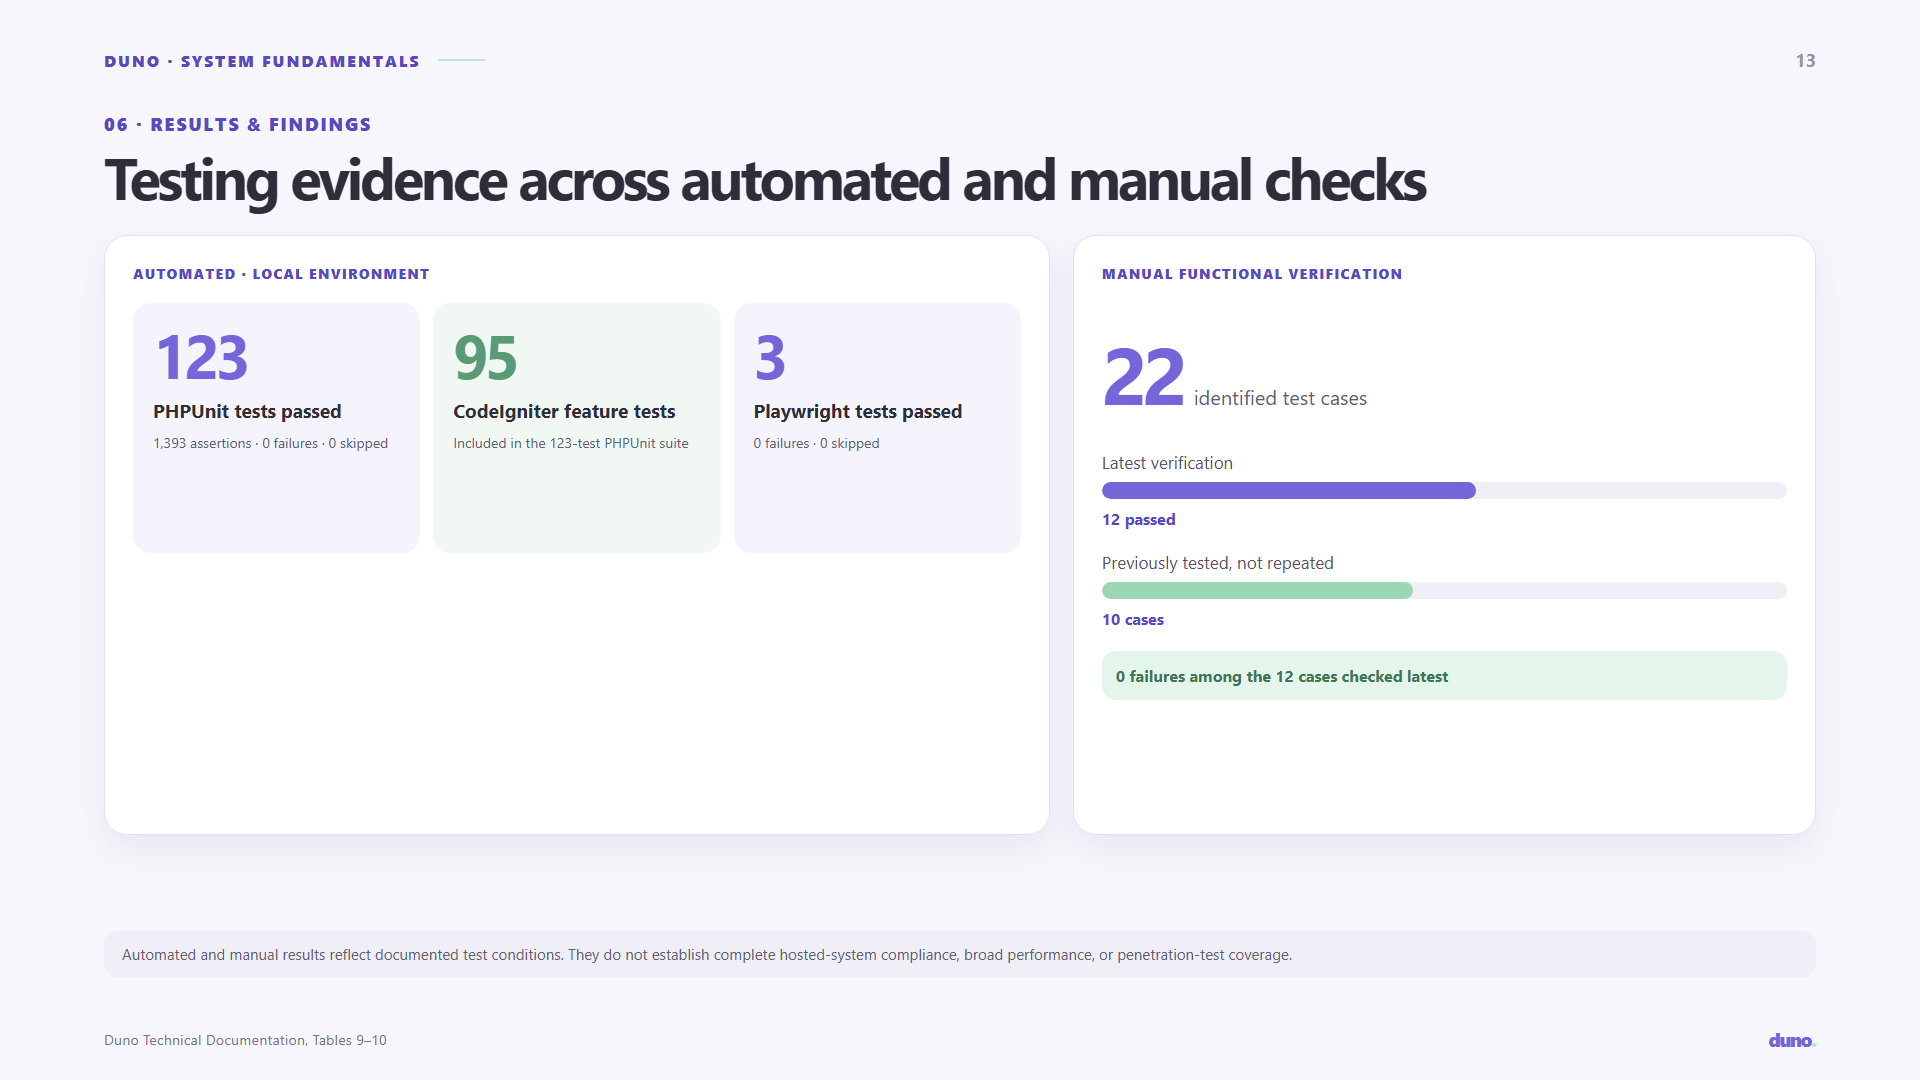 DUNO · SYSTEM FUNDAMENTALS
13
06 · RESULTS & FINDINGS
Testing evidence across automated and manual checks
AUTOMATED · LOCAL ENVIRONMENT
123
PHPUnit tests passed
1,393 assertions · 0 failures · 0 skipped
95
CodeIgniter feature tests
Included in the 123-test PHPUnit suite
3
Playwright tests passed
0 failures · 0 skipped
MANUAL FUNCTIONAL VERIFICATION
22 identified test cases
Latest verification
12 passed
Previously tested, not repeated
10 cases
0 failures among the 12 cases checked latest
Automated and manual results reflect documented test conditions. They do not establish complete hosted-system compliance, broad performance, or penetration-test coverage.
Duno Technical Documentation, Tables 9–10
duno.